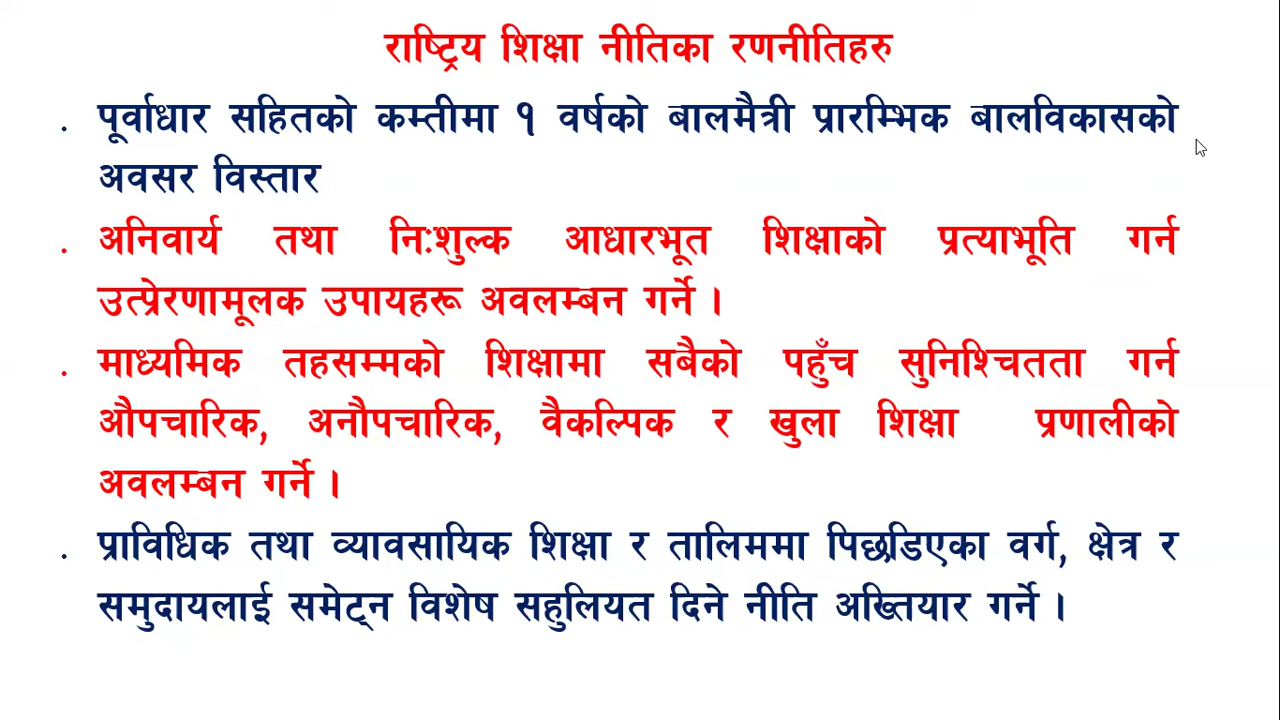 राष्ट्रिय शिक्षा नीतिका रणनीतिहरु
. पूर्वाधार सहितको कम्तीमा १ वर्षको बालमैत्री प्रारम्भिक बालविकासको
अवसर विस्तार
. अनिवार्य तथा निःशुल्क आधारभूत शिक्षाको प्रत्याभूति गर्न
उत्प्रेरणामूलक उपायहरू अवलम्बन गर्ने ।
. माध्यमिक तहसम्मको शिक्षामा सबैको पहुँच सुनिश्चितता गर्न
औपचारिक, अनौपचारिक, वैकल्पिक र खुला शिक्षा प्रणालीको
अवलम्बन गर्ने ।
. प्राविधिक तथा व्यावसायिक शिक्षा र तालिममा पिछडिएका वर्ग, क्षेत्र र
समुदायलाई समेट्न विशेष सहुलियत दिने नीति अख्तियार गर्ने ।